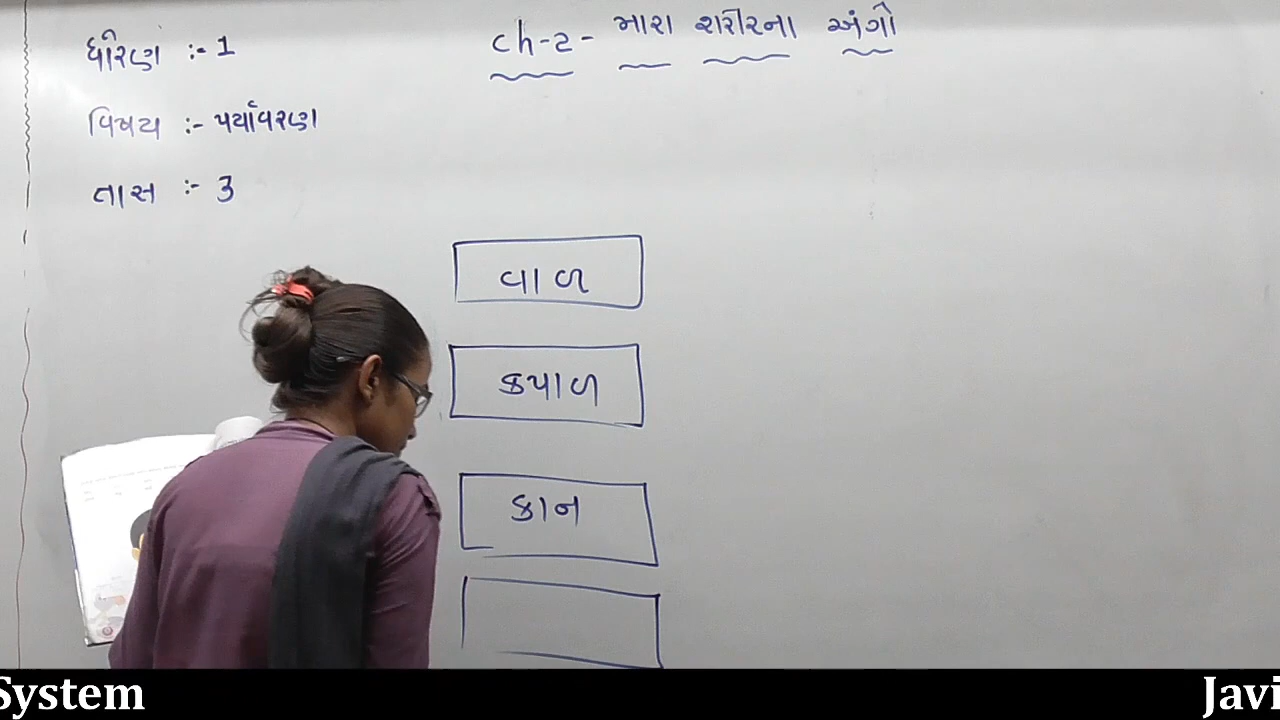 ધોરણ :- 1
ch-2- મારા શરીરના અંગો
વિષય :- પર્યાવરણ
તાસ :- 3
વાળ
કપાળ
કાન
System
Javi